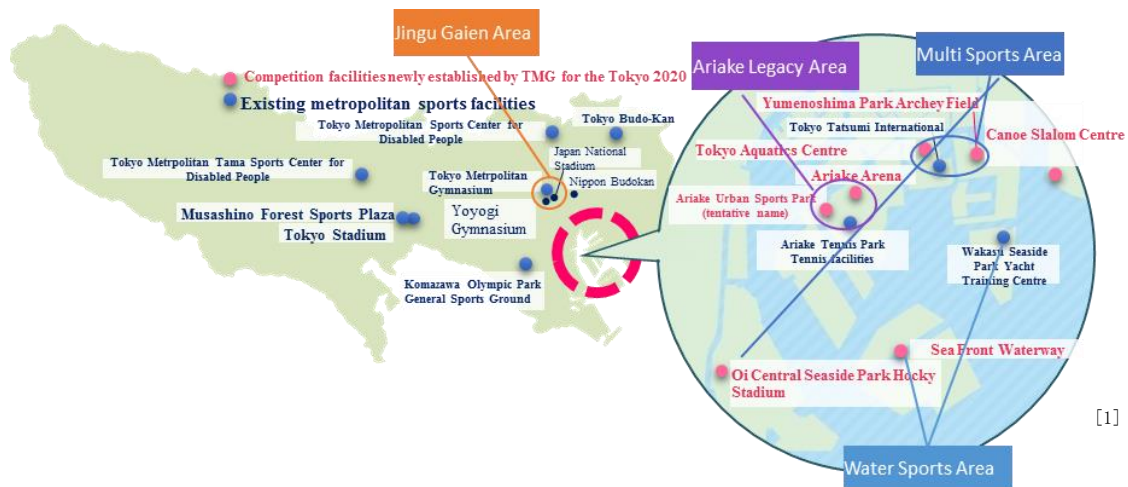 Jingu Gaien Area
Multi Sports Area
Ariake Legacy Area
Competition facilities newly established by TMG for the Tokyo 2020
Existing metropolitan sports facilities
Tokyo Metropolitan Sports Center for
Disabled People
Tokyo Budo-Kan
Japan National
Stadium
Tokyo Metrpolitan Tama Sports Center for
Disabled People
Tokyo Metrpolitan
Gymnasium
Nippon Budokan
Musashino Forest Sports Plaza
Tokyo Stadium
Yoyogi
Gymnasium
Komazawa Olympic Park
General Sports Ground
Yumenoshima Park Archey Field
Tokyo Tatsumi International
Canoe Slalom Centre
Tokyo Aquatics Centre
Ariake Arena
Ariake Urban Sports Park
(tentative name)
Ariake Tennis Park
Tennis facilities
Wakasu Seaside
Park Yacht
Training Centre
Sea Front Waterway
Oi Central Seaside Park Hocky
Stadium
Water Sports Area
[1]